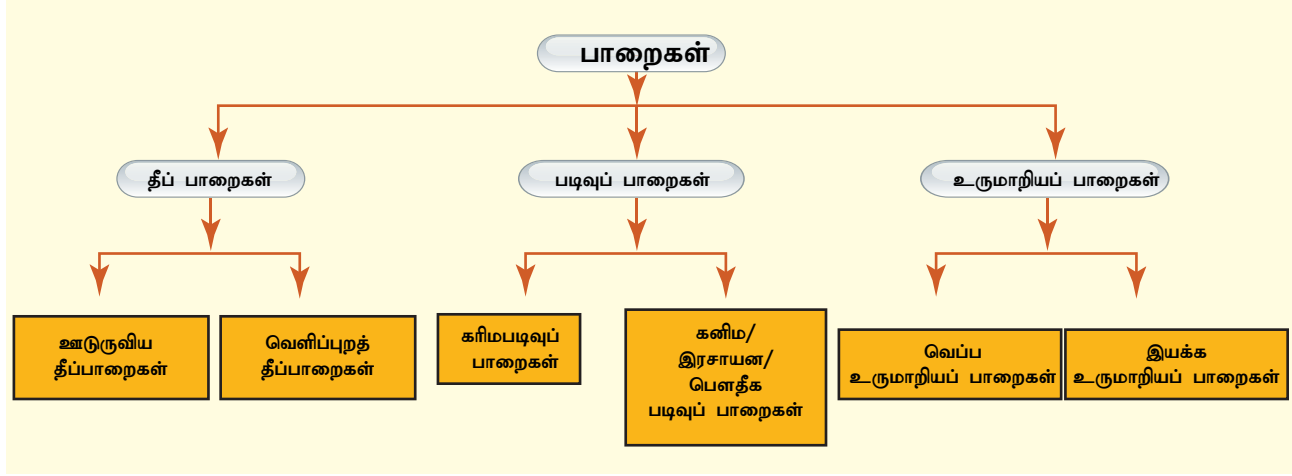 பாறைகள்
தீப் பாறைகள்
படிவுப் பாறைகள்
உருமாறியப் பாறைகள்
ஊடுருவிய
தீப்பாறைகள்
வெளிப்புறத்
தீப்பாறைகள்
கரிமபடிவுப்
பாறைகள்
கனிம/
இரசாயன/
பௌதீக
படிவுப் பாறைகள்
வெப்ப
உருமாறியப் பாறைகள்
இயக்க
உருமாறியப் பாறைகள்